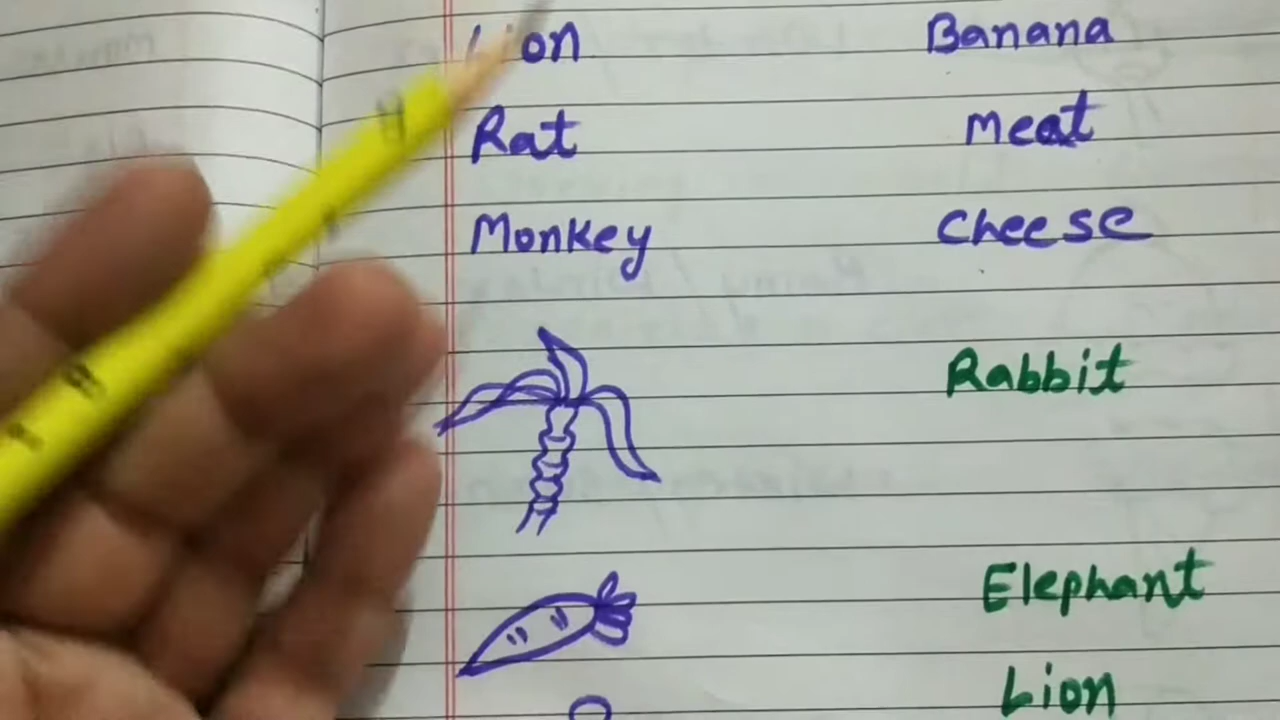 Lion Banana
Rat Meat
Monkey Cheese
Rabbit
Elephant
Lion